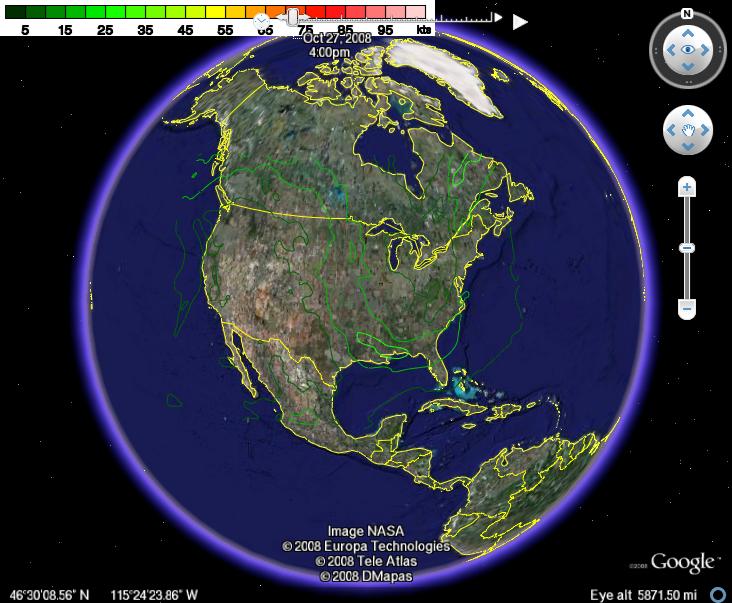 5 15 25 35 45 55 65 75 85 95 kts
Oct 27, 2008
4:00pm
N
Image NASA
© 2008 Europa Technologies
© 2008 Tele Atlas
© 2008 DMapas
©2008 Google™
46°30'08.56" N 115°24'23.86" W Eye alt 5871.50 mi